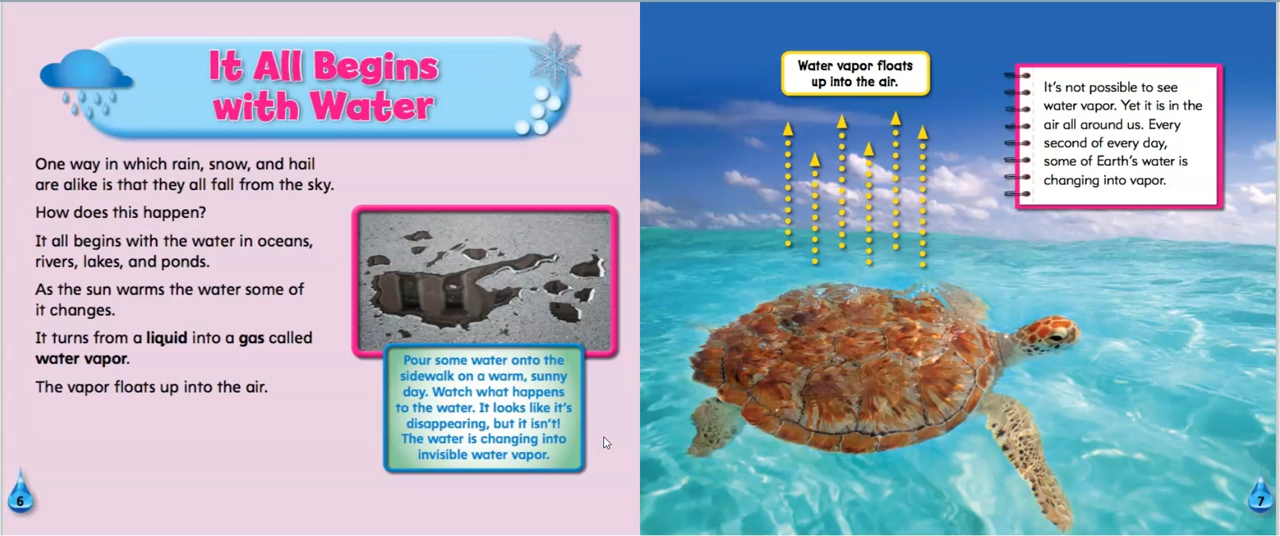 It All Begins
with Water
One way in which rain, snow, and hail
are alike is that they all fall from the sky.
How does this happen?
It all begins with the water in oceans,
rivers, lakes, and ponds.
As the sun warms the water some of
it changes.
It turns from a liquid into a gas called
water vapor.
The vapor floats up into the air.
Pour some water onto the
sidewalk on a warm, sunny
day. Watch what happens
to the water. It looks like it's
disappearing, but it isn't!
The water is changing into
invisible water vapor.
6
Water vapor floats
up into the air.
It's not possible to see
water vapor. Yet it is in the
air all around us. Every
second of every day,
some of Earth's water is
changing into vapor.
7